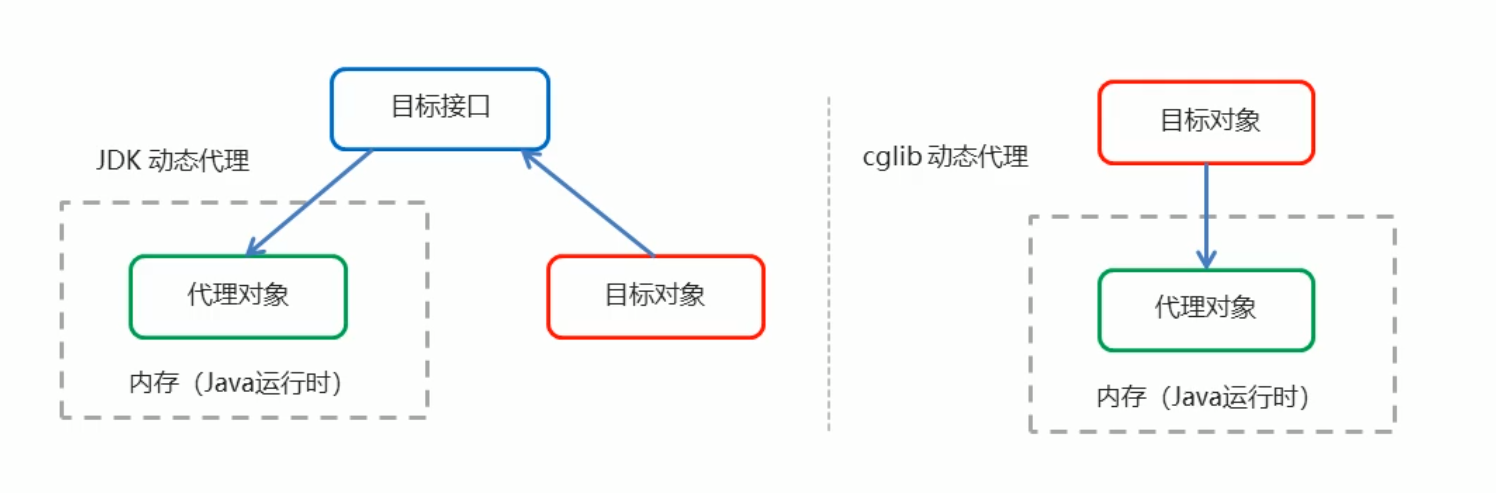 目标接口
JDK 动态代理
代理对象
目标对象
内存（Java运行时）
目标对象
cglib 动态代理
代理对象
内存（Java运行时）